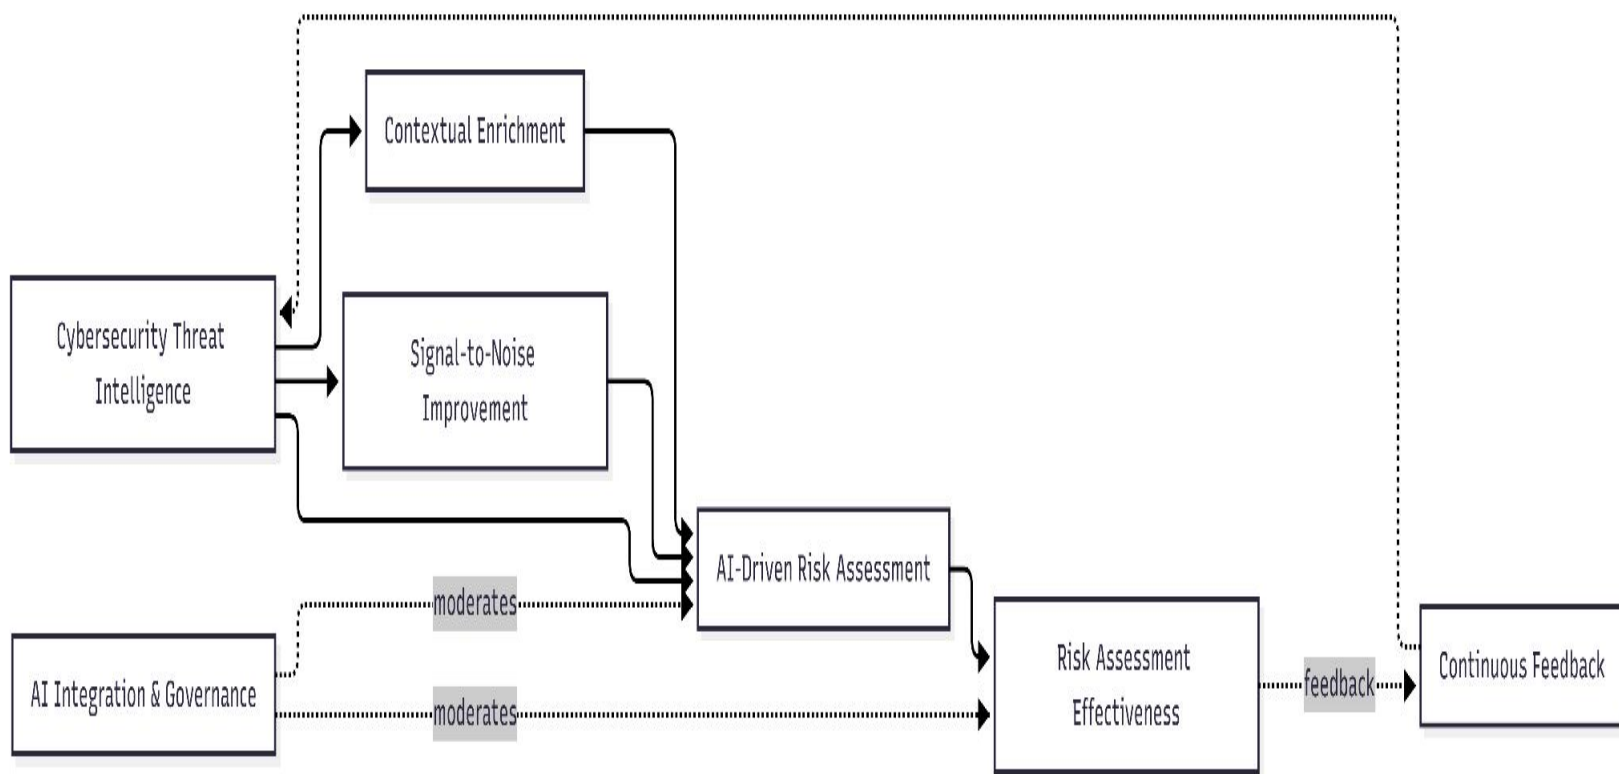 Contextual Enrichment
Cybersecurity Threat
Intelligence
Signal-to-Noise
Improvement
AI-Driven Risk Assessment
moderates
AI Integration & Governance
moderates
Risk Assessment
Effectiveness
feedback
Continuous Feedback